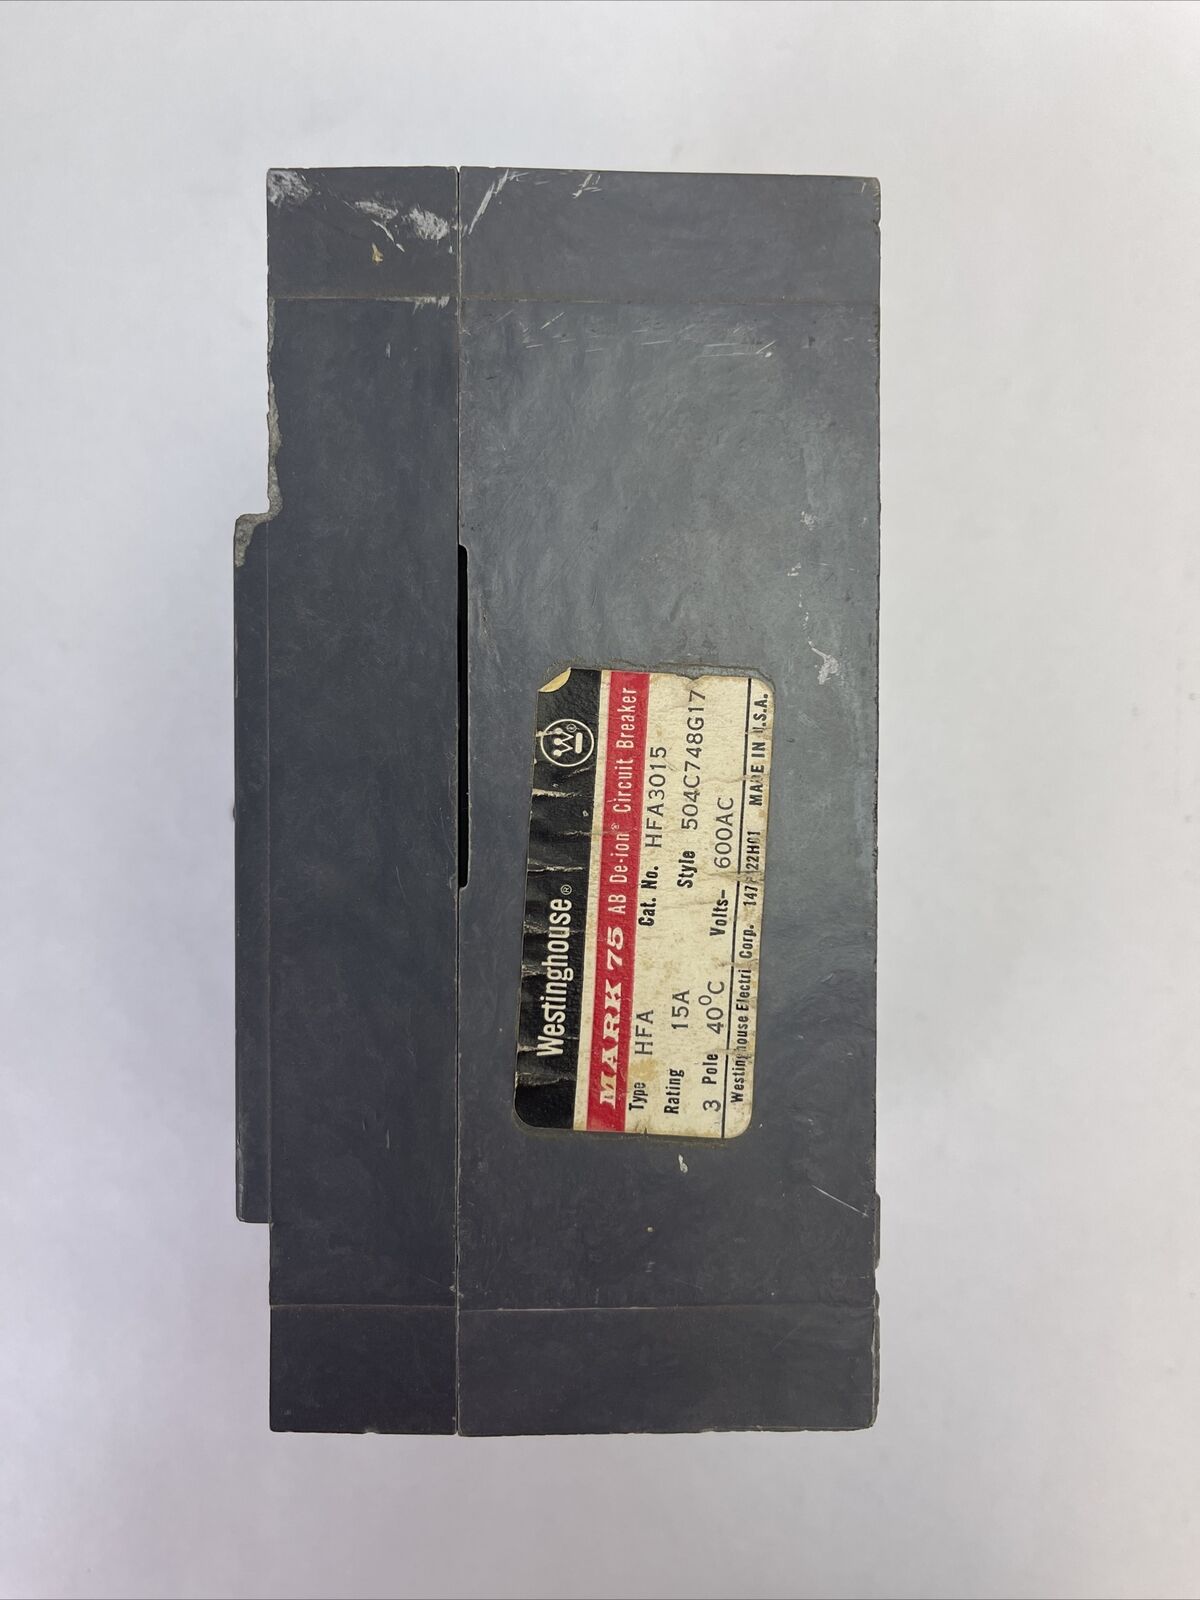 Westinghouse®
MARK 75 AB De-ion® Circuit Breaker
Type HFA Cat. No. HFA3015
Rating 15A Style 504C748G17
3 Pole 40°C Volts- 600AC
Westinghouse Electri Corp. MADE IN U.S.A.